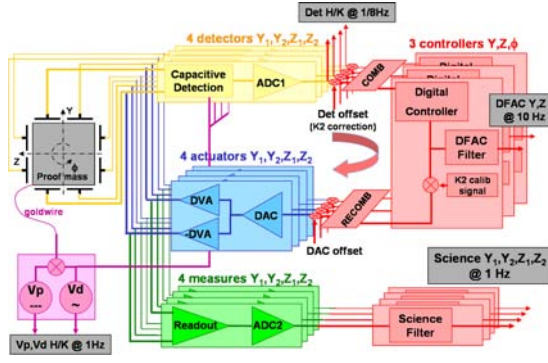 4 detectors Y1,Y2,Z1,Z2
Det H/K @ 1/8Hz
3 controllers Y,Z,ϕ
Capacitive
Detection
ADC1
COMB
Digital
Digital
Controller
Det offset
(K2 correction)
DFAC Y,Z
@ 10 Hz
DFAC
Filter
K2 calib
signal
Y
Z
ϕ
Proof mass
goldwire
4 actuators Y1,Y2,Z1,Z2
DVA
-DVA
DAC
RECOMB
DAC offset
Science Y1,Y2,Z1,Z2
@ 1 Hz
Vp
Vd
~
4 measures Y1,Y2,Z1,Z2
Readout
ADC2
Science
Filter
Vp,Vd H/K @ 1Hz